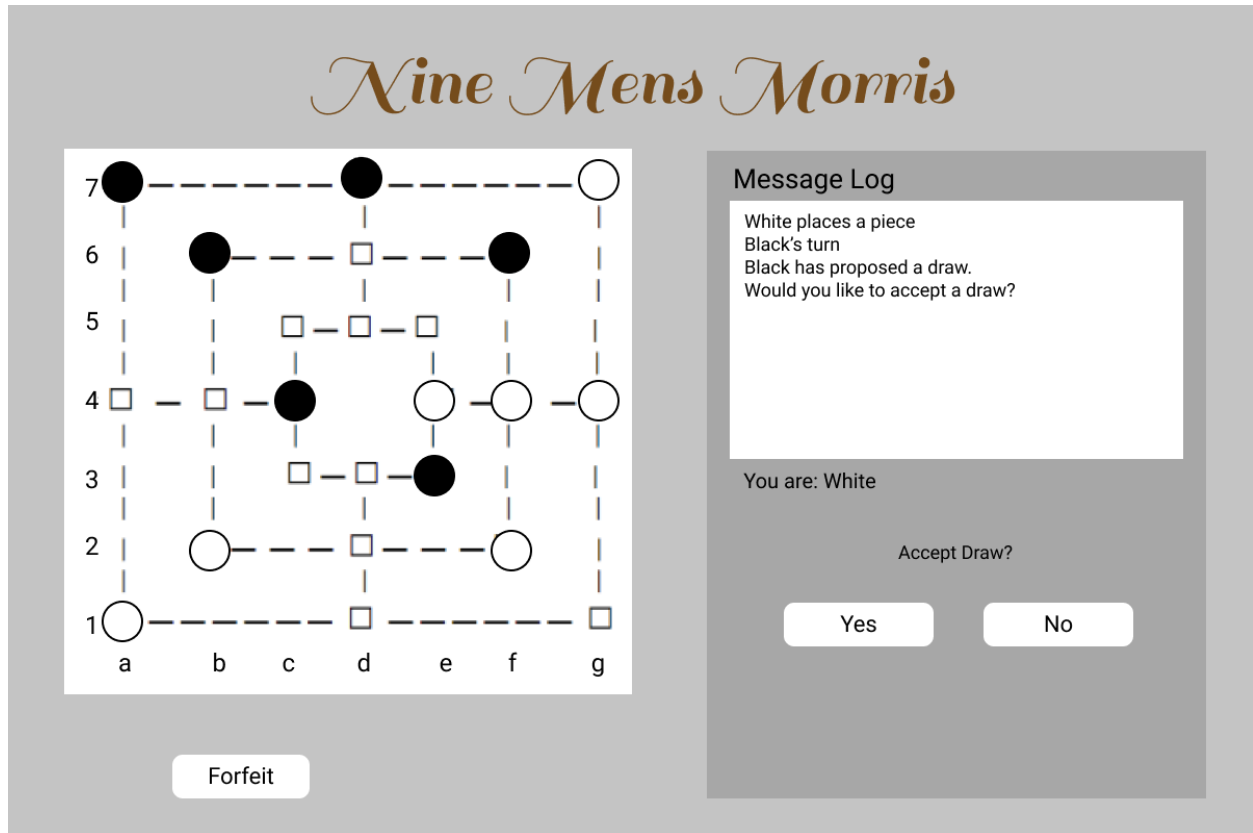 Nine Mens Morris
7
6
5
4
3
2
1
a b c d e f g
Forfeit
Message Log
White places a piece
Black’s turn
Black has proposed a draw.
Would you like to accept a draw?
You are: White
Accept Draw?
Yes No